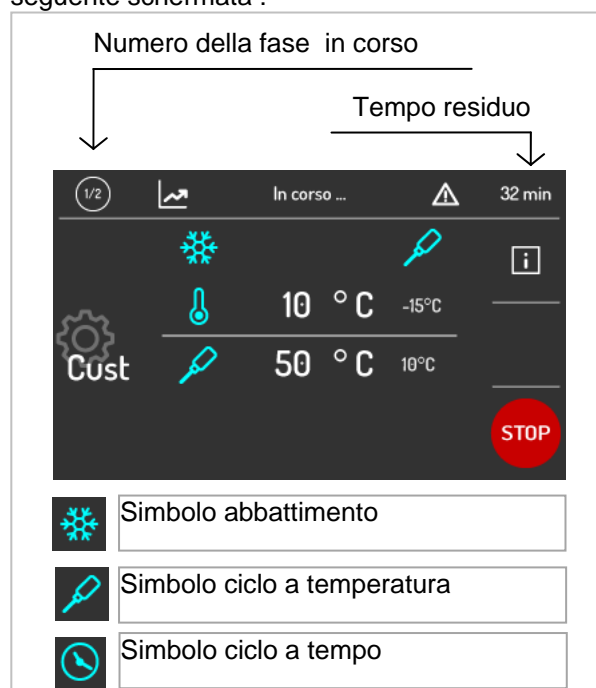 seguente schermata :
Numero della fase in corso
Tempo residuo
1/2 In corso ... 32 min
i
10 °C -15°C
Cust 50 °C 10°C
STOP
Simbolo abbattimento
Simbolo ciclo a temperatura
Simbolo ciclo a tempo